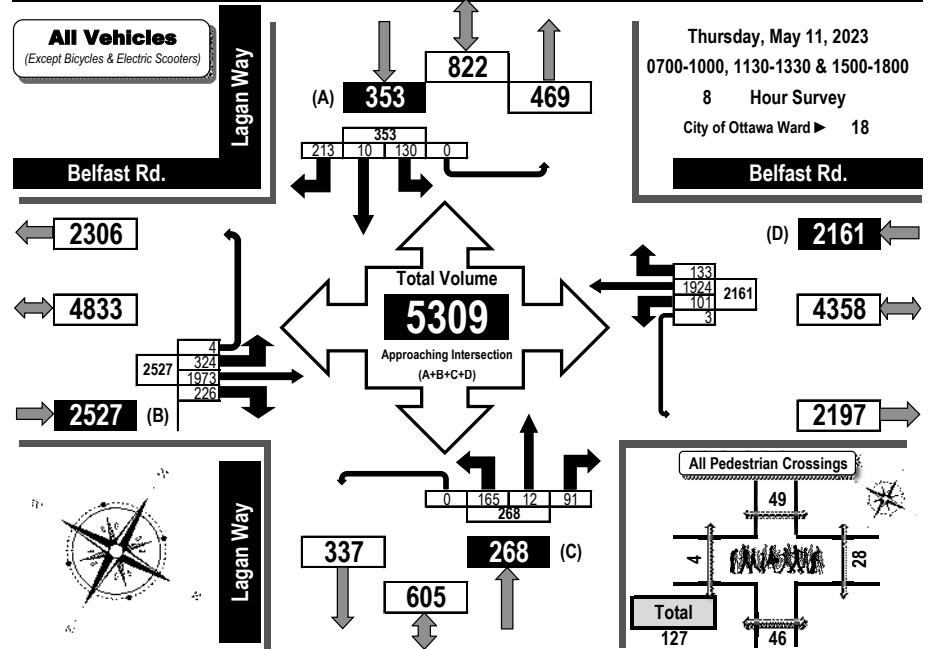 All Vehicles
(Except Bicycles & Electric Scooters)
Lagan Way
Belfast Rd.
822
(A) 353
469
353
213 10 130 0
Thursday, May 11, 2023
0700-1000, 1130-1330 & 1500-1800
8 Hour Survey
City of Ottawa Ward ► 18
Belfast Rd.
2306
4833
4
324
2527
1973
226
2527 (B)
Total Volume
5309
Approaching Intersection
(A+B+C+D)
(D) 2161
133
1924
2161
101
3
4358
2197
Lagan Way
0 165 12 91
268
337
268 (C)
605
All Pedestrian Crossings
49
4
28
Total
127
46